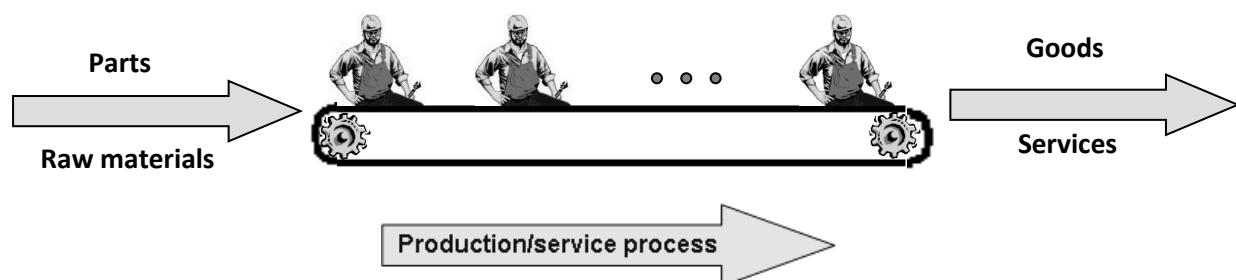 Parts
Raw materials
Goods
Services
Production/service process